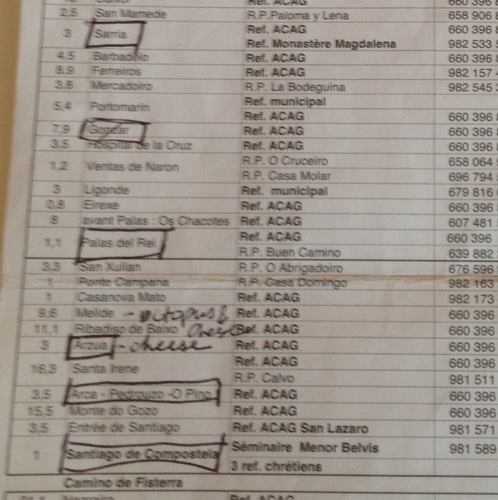 Ref. ACAG 660 396 8
2,5 San Mamede R.P.Paloma y Lena 658 906
3 Sarria Ref. ACAG 660 396 8
Ref. Monastère Magdalena 982 533
4,5 Barbadelo Ref. ACAG 660 396
8,9 Ferreiros Ref. ACAG 982 157
3,8 Mercadoiro R.P. La Bodeguina 982 545
5,4 Portomarin Ref. municipal
Ref. ACAG 660 396 8
7,9 Gonzar Ref. ACAG 660 396
3,5 Hospital de la Cruz Ref. ACAG 660 396
1,2 Ventas de Naron R.P. O Cruceiro 658 064
R.P. Casa Molar 696 794
3 Ligonde Ref. municipal 679 816
0,8 Eirexe Ref. ACAG 660 396
6 avant Palas : Os Chacotes Ref. ACAG 607 481
1,1 Palas del Rei Ref. ACAG 660 396
R.P. Buen Camino 639 882
3,3 San Xulian R.P. O Abrigadoiro 676 596
1 Ponte Campana R.P. Casa Domingo 982 163
1 Casanova Mato Ref. ACAG 982 173
9,6 Melide - octopus & Ref. ACAG 660 396
11,1 Ribadiso de Baixo cheese Ref. ACAG 660 396
3 Arzua - cheese Ref. ACAG 660 396
16,3 Santa Irene Ref. ACAG 660 396
R.P. Calvo 981 511
3,5 Arca - Pedrouzo -O Pino Ref. ACAG 660 396
15,5 Monte do Gozo Ref. ACAG 660 396
3,5 Entrée de Santiago Ref. ACAG San Lazaro 981 571
1 Santiago de Compostela Séminaire Menor Belvis 981 589
3 ref. chrétiens
Camino de Fisterra
Ref. ACAG